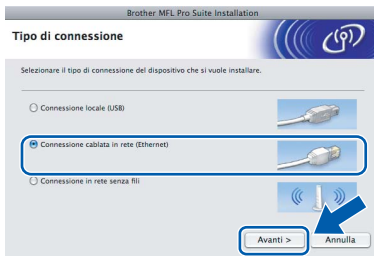 Brother MFL Pro Suite Installation
Tipo di connessione
Selezionare il tipo di connessione del dispositivo che si vuole installare.
Connessione locale (USB)
Connessione cablata in rete (Ethernet)
Connessione in rete senza fili
Avanti >
Annulla